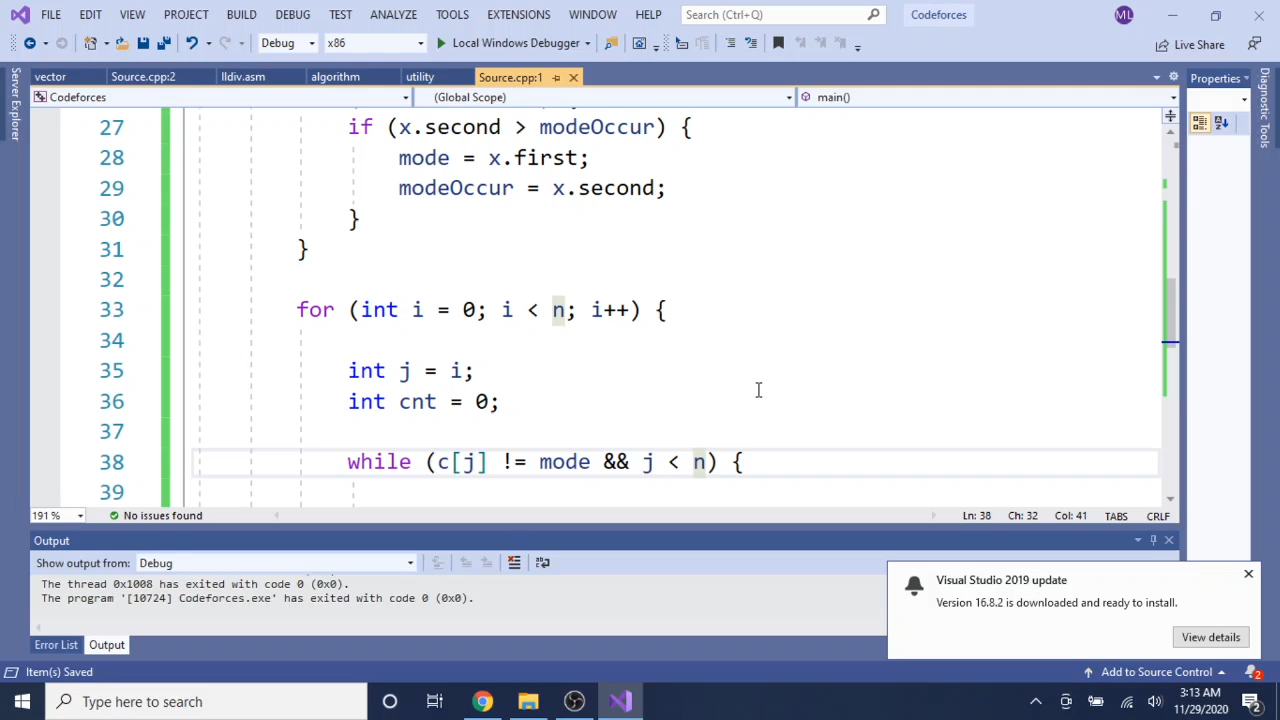 FILE EDIT VIEW PROJECT BUILD DEBUG TEST ANALYZE TOOLS EXTENSIONS WINDOW HELP Search (Ctrl+Q) Codeforces ML
Debug x86 Local Windows Debugger Live Share
vector Source.cpp:2 lldiv.asm algorithm utility Source.cpp:1
Codeforces (Global Scope) main()
Server Explorer
Properties
Diagnostic Tools
27 if (x.second > modeOccur) {
28 mode = x.first;
29 modeOccur = x.second;
30 }
31 }
32
33 for (int i = 0; i < n; i++) {
34
35 int j = i;
36 int cnt = 0;
37
38 while (c[j] != mode && j < n) {
39
191 % No issues found Ln: 38 Ch: 32 Col: 41 TABS CRLF
Output
Show output from: Debug
The thread 0x1008 has exited with code 0 (0x0).
The program '[10724] Codeforces.exe' has exited with code 0 (0x0).
Visual Studio 2019 update
Version 16.8.2 is downloaded and ready to install.
View details
Error List Output
Item(s) Saved Add to Source Control 2
Type here to search 3:13 AM
11/29/2020 2